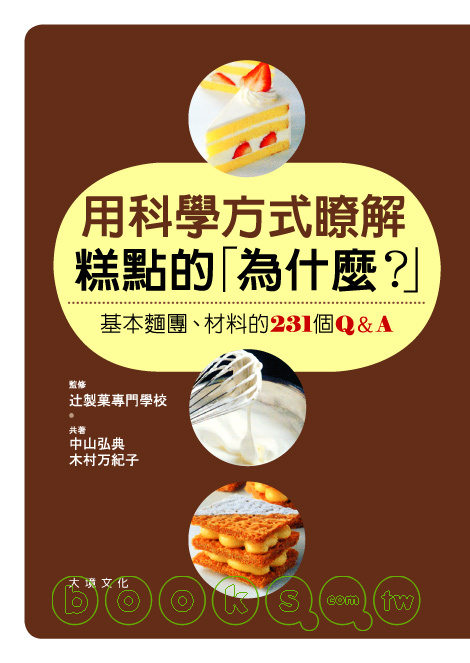 用科學方式瞭解
糕點的「為什麼?」
基本麵團、材料的231個Q&A
監修
辻製菓專門學校
共著
中山弘典
木村万紀子
大境文化
books.com.tw